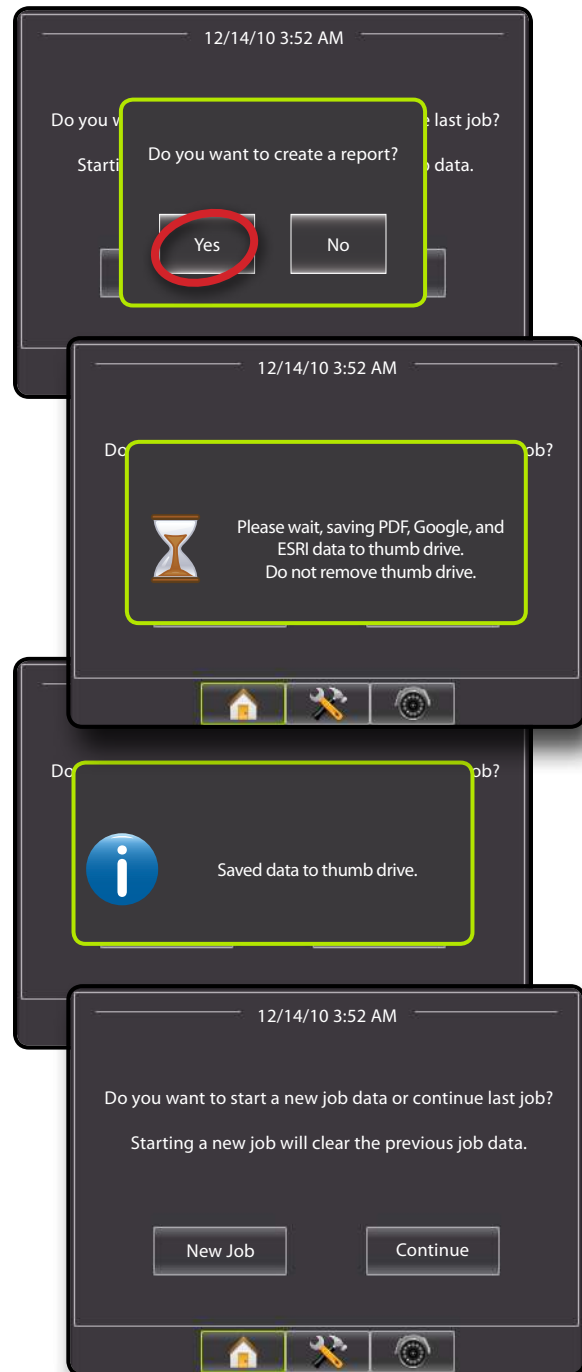 12/14/10 3:52 AM
Do you
last job?
Do you want to create a report?
data.
Yes
No
12/14/10 3:52 AM
Do
Please wait, saving PDF, Google, and
ESRI data to thumb drive.
Do not remove thumb drive.
Do
Saved data to thumb drive.
12/14/10 3:52 AM
Do you want to start a new job data or continue last job?
Starting a new job will clear the previous job data.
New Job
Continue